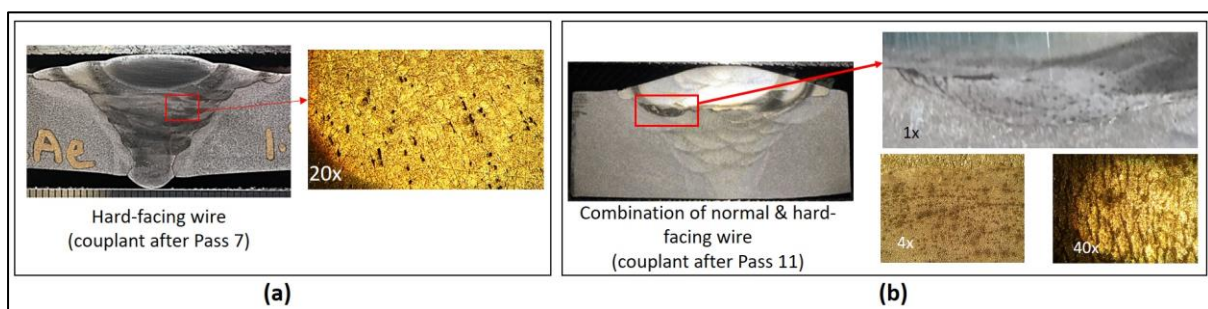 Ae
1.
20x
Hard-facing wire
(couplant after Pass 7)
(a)
1x
Combination of normal & hard-
facing wire
(couplant after Pass 11)
4x
40x
(b)